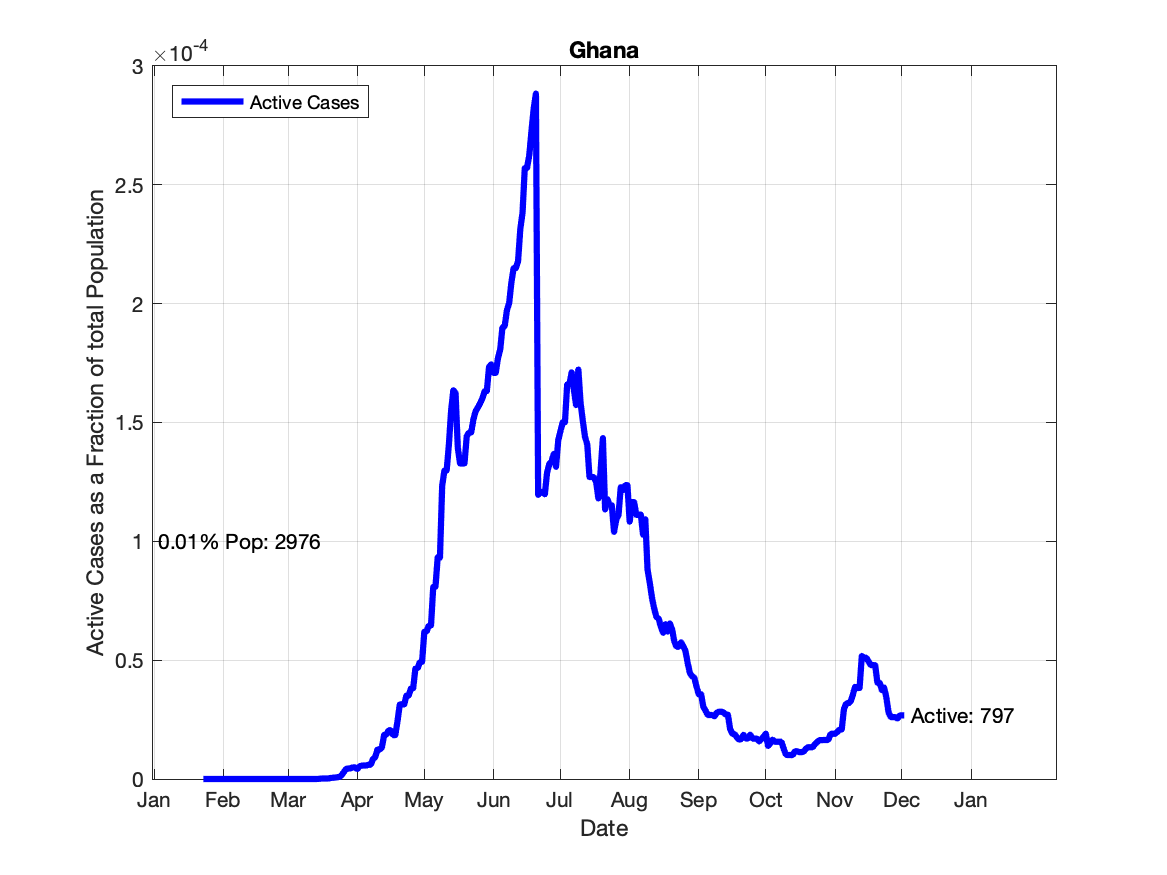 Ghana
×10-4
Active Cases
3
2.5
2
1.5
1
0.5
0
0.01% Pop: 2976
Active: 797
Jan Feb Mar Apr May Jun Jul Aug Sep Oct Nov Dec Jan
Date
Active Cases as a Fraction of total Population